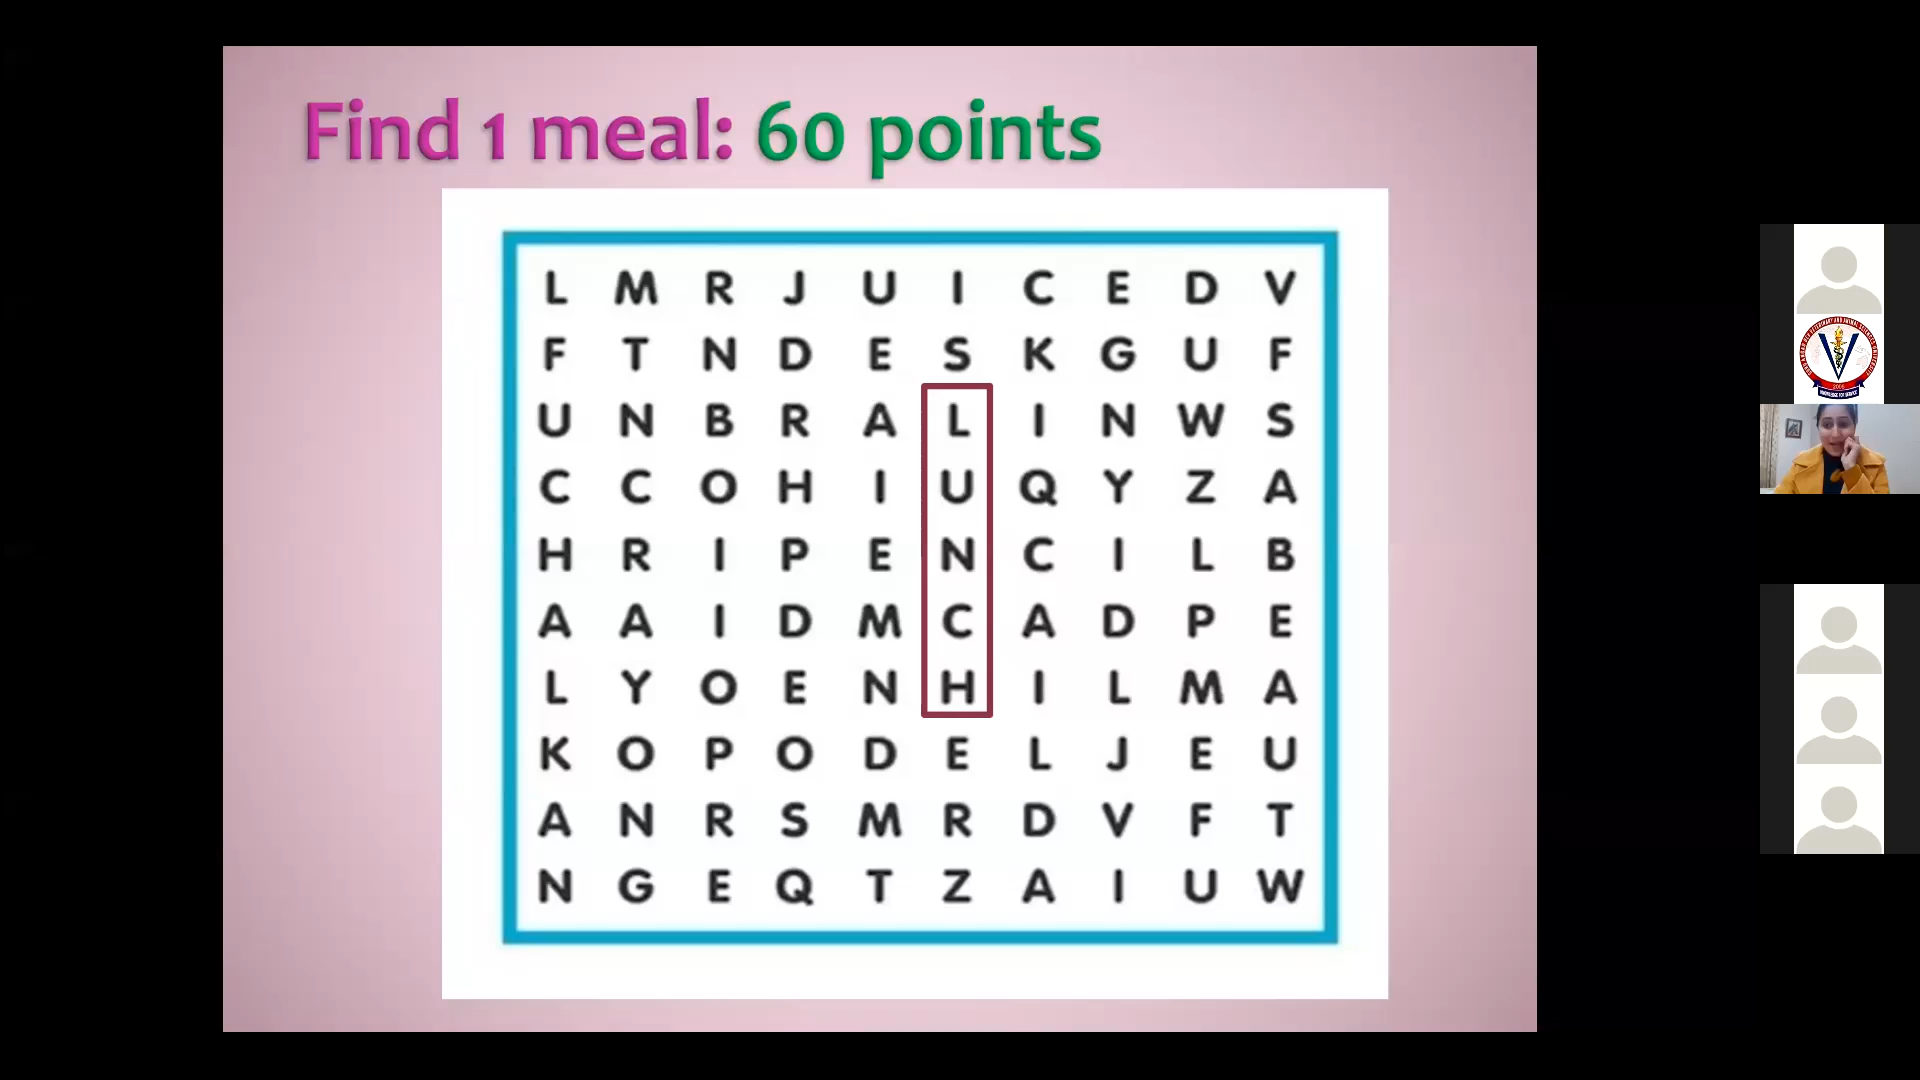 Find 1 meal: 60 points
L M R J U I C E D V
F T N D E S K G U F
U N B R A L I N W S
C C O H I U Q Y Z A
H R I P E N C I L B
A A I D M C A D P E
L Y O E N H I L M A
K O P O D E L J E U
A N R S M R D V F T
N G E Q T Z A I U W